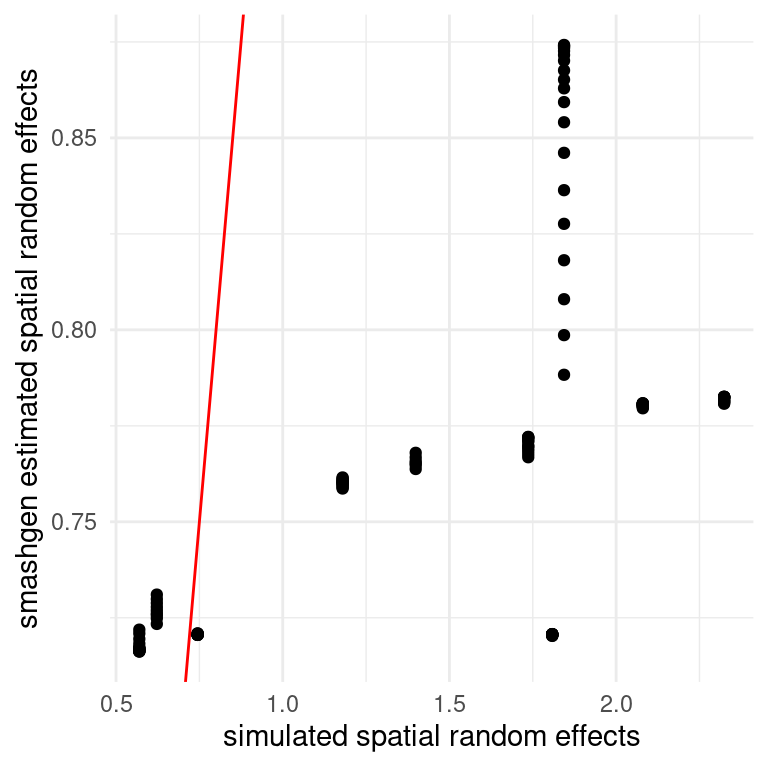 smashgen estimated spatial random effects
0.85
0.80
0.75
0.5 1.0 1.5 2.0
simulated spatial random effects